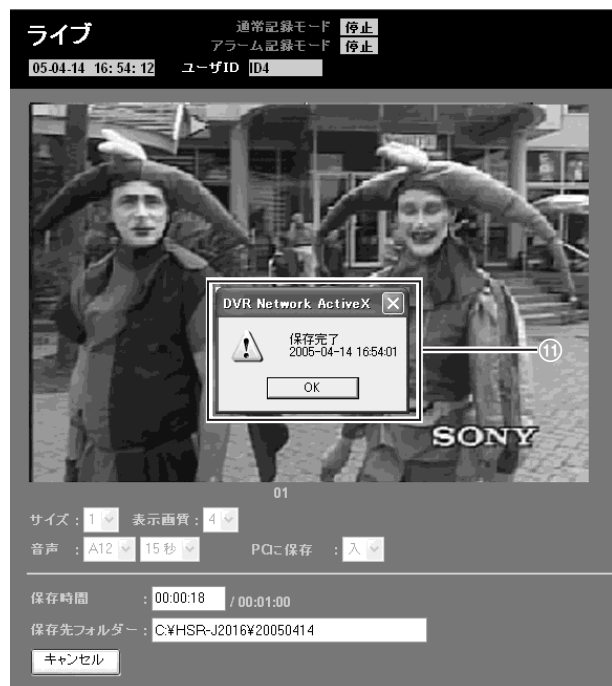 ライブ
通常記録モード 停止
アラーム記録モード 停止
05-04-14 16:54:12 ユーザID ID4
DVR Network ActiveX
保存完了
2005-04-14 16:54:01
OK
⑪
SONY
01
サイズ : 1 表示画質 : 4
音声 : A12 15秒 PCに保存 : 入
保存時間 : 00:00:18 / 00:01:00
保存先フォルダー : C:¥HSR-J2016¥20050414
キャンセル